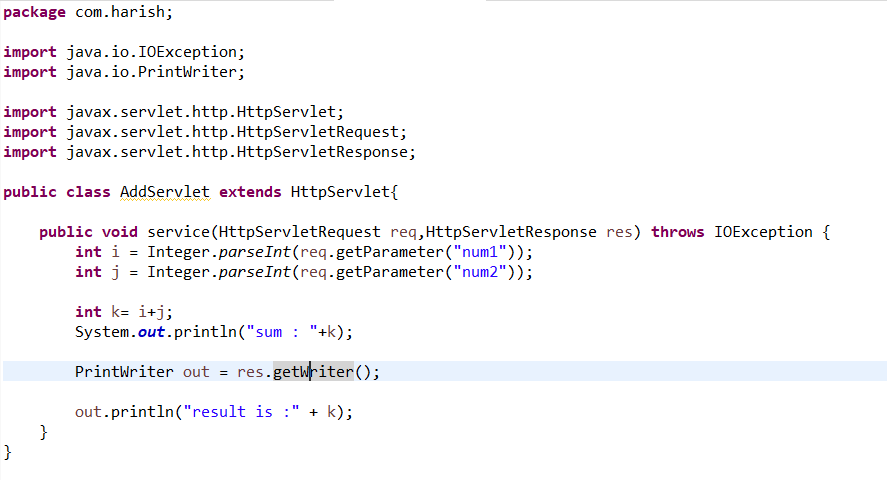 package com.harish;
import java.io.IOException;
import java.io.PrintWriter;
import javax.servlet.http.HttpServlet;
import javax.servlet.http.HttpServletRequest;
import javax.servlet.http.HttpServletResponse;
public class AddServlet extends HttpServlet{
    public void service(HttpServletRequest req,HttpServletResponse res) throws IOException {
        int i = Integer.parseInt(req.getParameter("num1"));
        int j = Integer.parseInt(req.getParameter("num2"));
        int k= i+j;
        System.out.println("sum : "+k);
        PrintWriter out = res.getWriter();
        out.println("result is :" + k);
    }
}